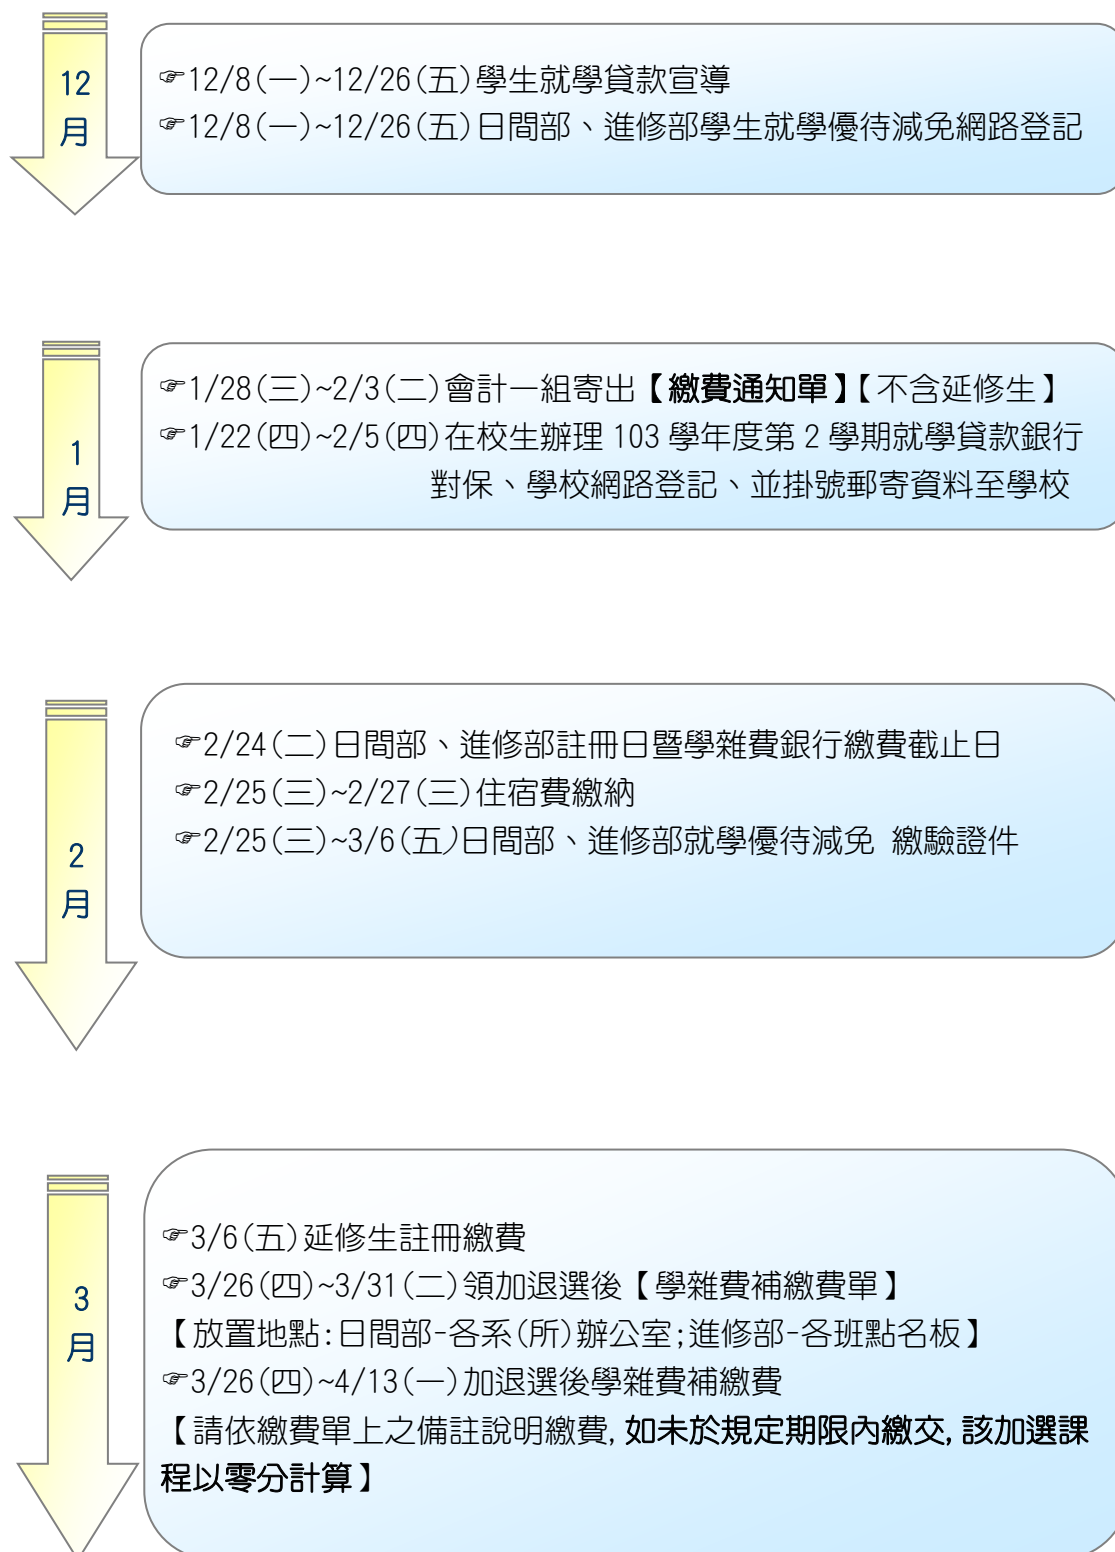 12
月
☞12/8(一)~12/26(五)學生就學貸款宣導
☞12/8(一)~12/26(五)日間部、進修部學生就學優待減免網路登記
1
月
☞1/28(三)~2/3(二)會計一組寄出【繳費通知單】【不含延修生】
☞1/22(四)~2/5(四)在校生辦理 103 學年度第 2 學期就學貸款銀行
對保、學校網路登記、並掛號郵寄資料至學校
2
月
☞2/24(二)日間部、進修部註冊日暨學雜費銀行繳費截止日
☞2/25(三)~2/27(三)住宿費繳納
☞2/25(三)~3/6(五)日間部、進修部就學優待減免 繳驗證件
3
月
☞3/6(五)延修生註冊繳費
☞3/26(四)~3/31(二)領加退選後【學雜費補繳費單】
【放置地點:日間部-各系(所)辦公室;進修部-各班點名板】
☞3/26(四)~4/13(一)加退選後學雜費補繳費
【請依繳費單上之備註說明繳費,如未於規定期限內繳交,該加選課
程以零分計算】